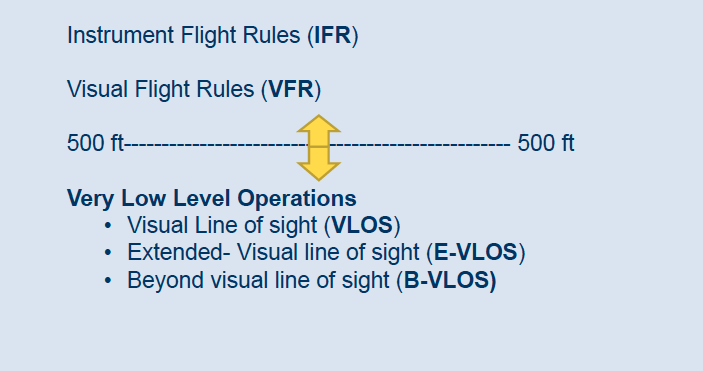 Instrument Flight Rules (IFR)
Visual Flight Rules (VFR)
500 ft-------------------------------------------------- 500 ft
Very Low Level Operations
• Visual Line of sight (VLOS)
• Extended- Visual line of sight (E-VLOS)
• Beyond visual line of sight (B-VLOS)